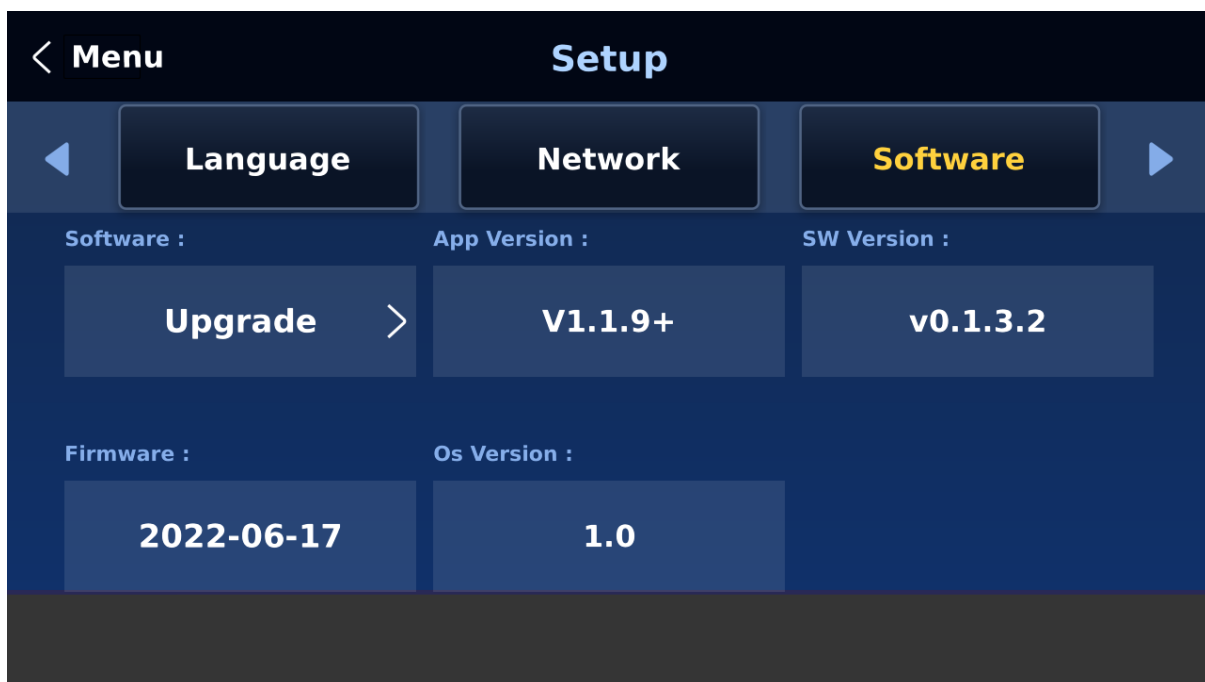 Menu
Setup
Language
Network
Software
Software :
App Version :
SW Version :
Upgrade
V1.1.9+
v0.1.3.2
Firmware :
Os Version :
2022-06-17
1.0